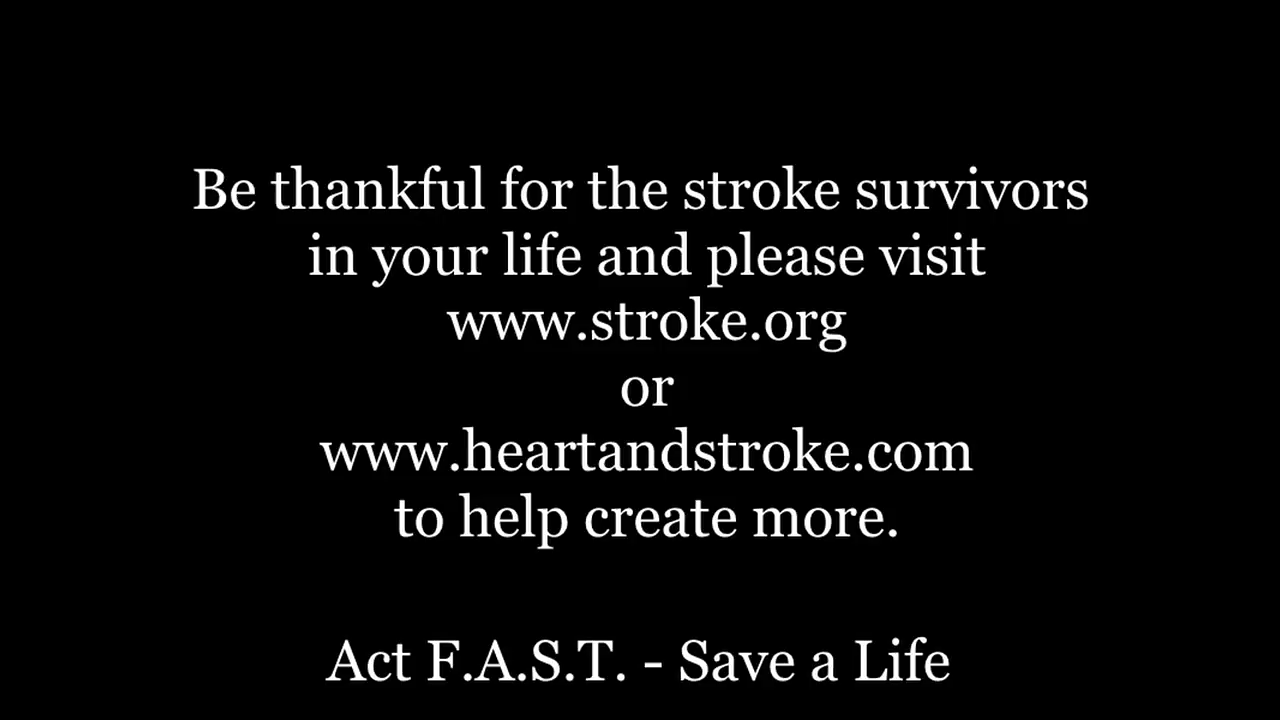 Be thankful for the stroke survivors
in your life and please visit
www.stroke.org
or
www.heartandstroke.com
to help create more.
Act F.A.S.T. - Save a Life